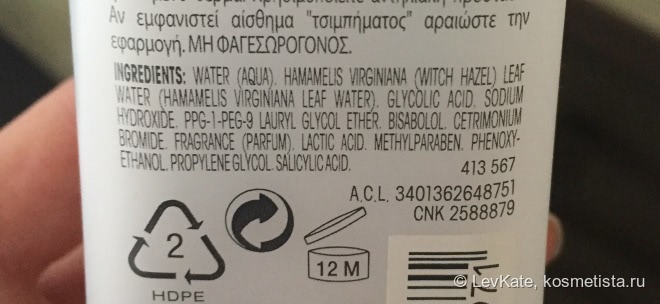 Αν εμφανιστεί αίσθημα "τσιμπήματος" αραιώστε την
εφαρμογή. ΜΗ ΦΑΓΕΣΩΡΟΓΟΝΟΣ.
INGREDIENTS: WATER (AQUA). HAMAMELIS VIRGINIANA (WITCH HAZEL) LEAF
WATER (HAMAMELIS VIRGINIANA LEAF WATER). GLYCOLIC ACID. SODIUM
HYDROXIDE. PPG-1-PEG-9 LAURYL GLYCOL ETHER. BISABOLOL. CETRIMONIUM
BROMIDE. FRAGRANCE (PARFUM). LACTIC ACID. METHYLPARABEN. PHENOXY-
ETHANOL. PROPYLENE GLYCOL. SALICYLIC ACID.
413 567
A.C.L. 3401362648751
CNK 2588879
2
HDPE
12 M
© LevKate, kosmetista.ru